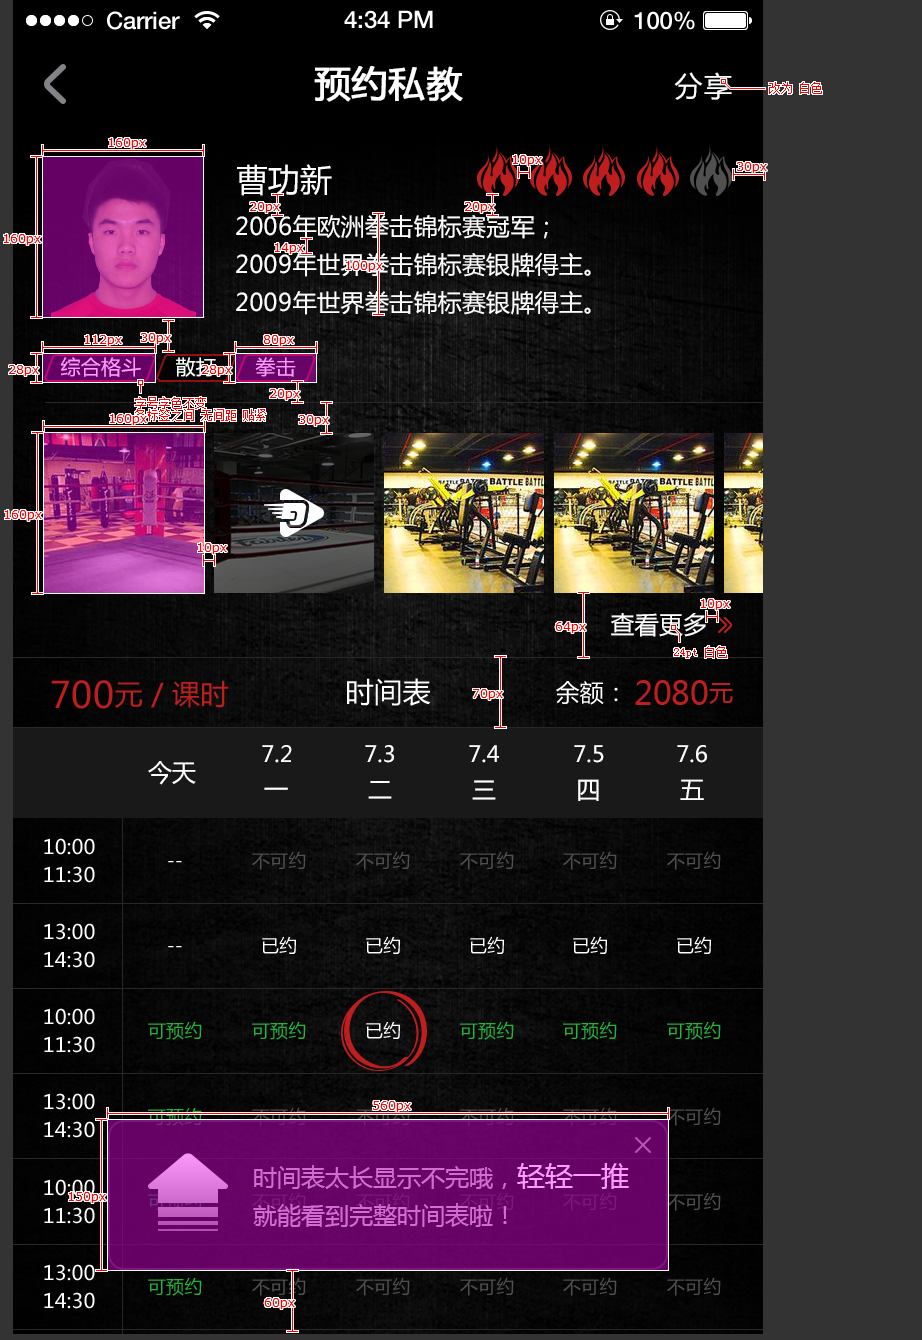 Carrier 4:34 PM 100%
预约私教 分享
改为 白色
160px
10px
30px
曹功新
20px
20px
160px
2006年欧洲拳击锦标赛冠军；
14px
100px
2009年世界拳击锦标赛银牌得主。
2009年世界拳击锦标赛银牌得主。
112px
30px
80px
28px
综合格斗 散打 拳击
28px
20px
字号字色不变
各标签之间 无间距 贴紧
160px
30px
BATTLE BATTLE BATL
BATTLE BATTLE BATL
160px
10px
10px
64px
查看更多
24pt 白色
700元 / 课时 时间表 余额： 2080元
70px
今天 7.2 7.3 7.4 7.5 7.6
一 二 三 四 五
10:00
11:30
-- 不可约 不可约 不可约 不可约 不可约
13:00
14:30
-- 已约 已约 已约 已约 已约
10:00
11:30
可预约 可预约 已约 可预约 可预约 可预约
560px
13:00
14:30
可预约 不可约 不可约 不可约 不可约 不可约
150px
10:00
11:30
不可约
时间表太长显示不完哦，轻轻一推
就能看到完整时间表啦！
13:00
14:30
可预约 不可约 不可约 不可约 不可约 不可约
60px